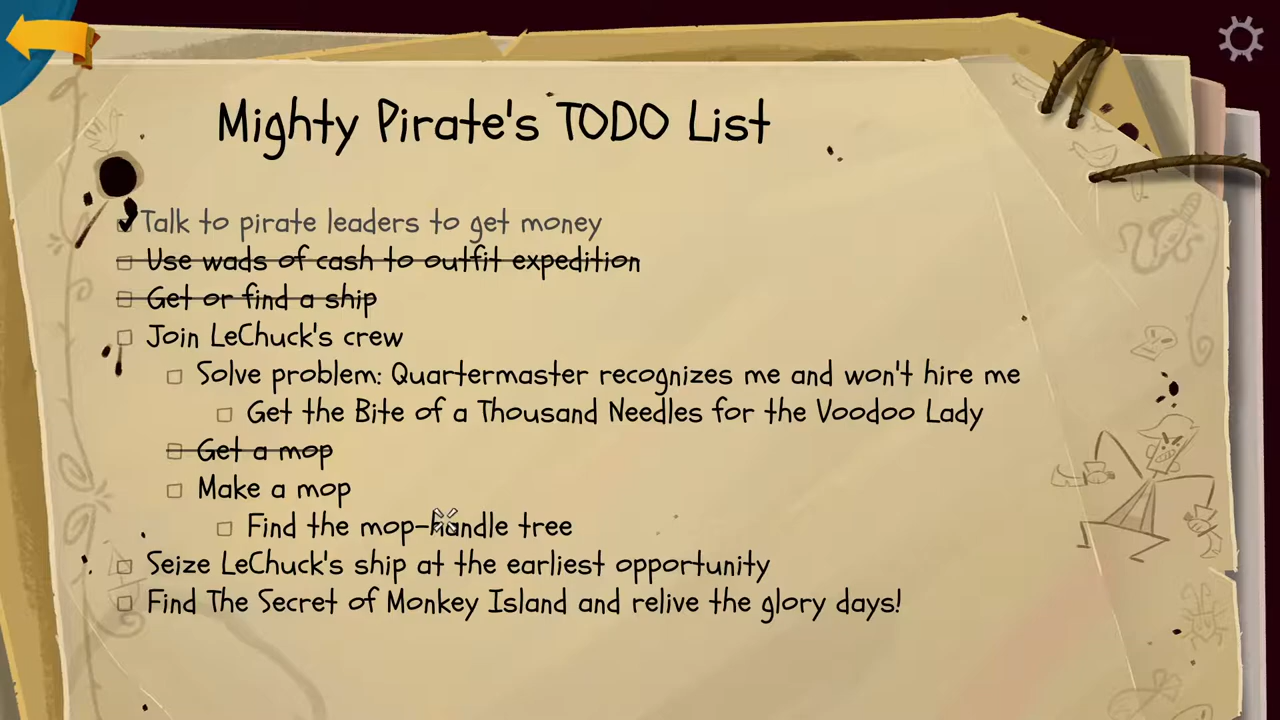 Mighty Pirate's TODO List
Talk to pirate leaders to get money
Use wads of cash to outfit expedition
Get or find a ship
Join LeChuck's crew
Solve problem: Quartermaster recognizes me and won't hire me
Get the Bite of a Thousand Needles for the Voodoo Lady
Get a mop
Make a mop
Find the mop-handle tree
Seize LeChuck's ship at the earliest opportunity
Find The Secret of Monkey Island and relive the glory days!